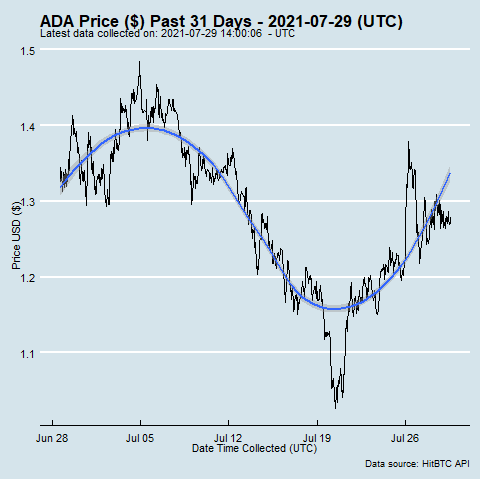 ADA Price ($) Past 31 Days - 2021-07-29 (UTC)
Latest data collected on: 2021-07-29 14:00:06 - UTC
1.5
1.4
1.3
1.2
1.1
Price USD ($)
Jun 28
Jul 05
Jul 12
Jul 19
Jul 26
Date Time Collected (UTC)
Data source: HitBTC API